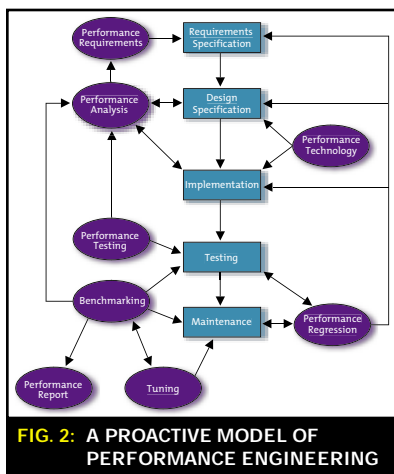 Performance
Requirements
Requirements
Specification
Performance
Analysis
Design
Specification
Performance
Technology
Implementation
Performance
Testing
Testing
Benchmarking
Maintenance
Performance
Regression
Performance
Report
Tuning
FIG. 2: A PROACTIVE MODEL OF
PERFORMANCE ENGINEERING